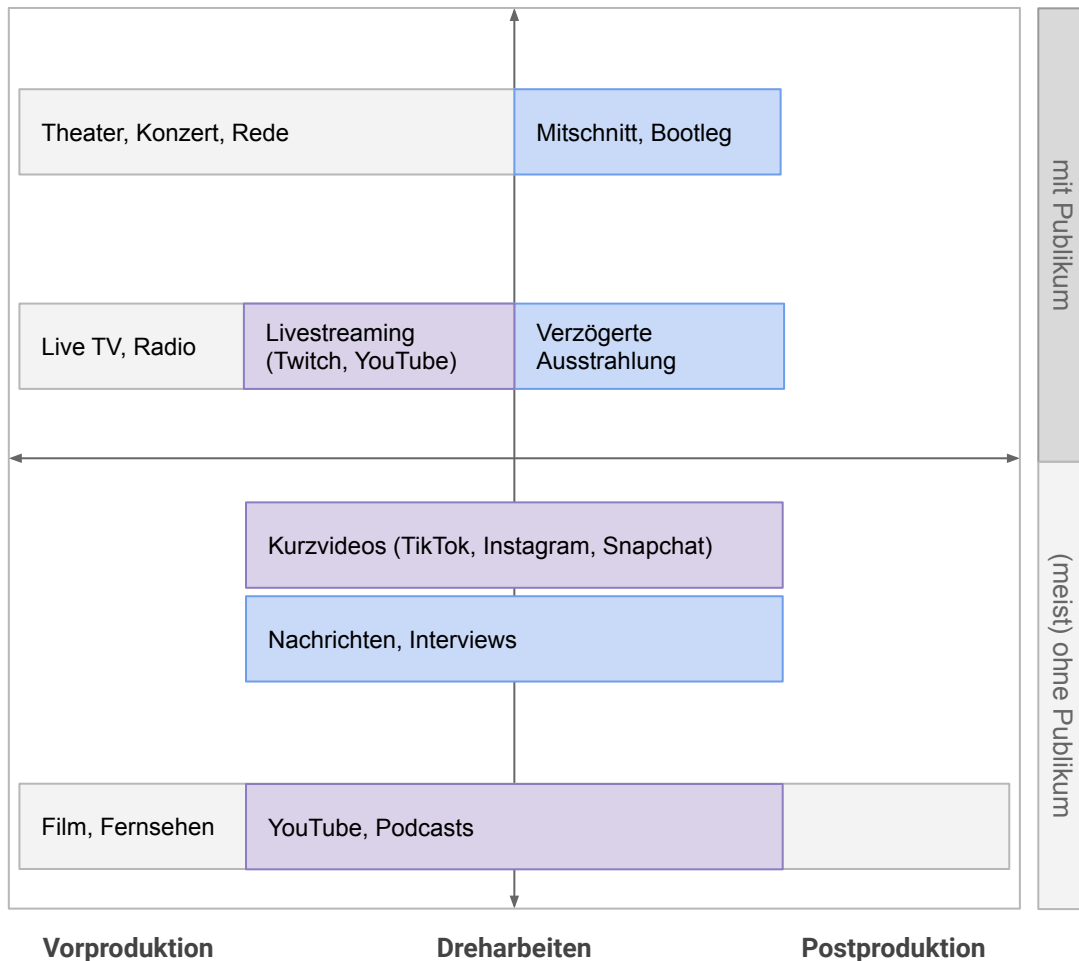 Theater, Konzert, Rede
Mitschnitt, Bootleg
mit Publikum
Live TV, Radio
Livestreaming
(Twitch, YouTube)
Verzögerte
Ausstrahlung
Kurzvideos (TikTok, Instagram, Snapchat)
Nachrichten, Interviews
(meist) ohne Publikum
Film, Fernsehen
YouTube, Podcasts
Vorproduktion
Dreharbeiten
Postproduktion